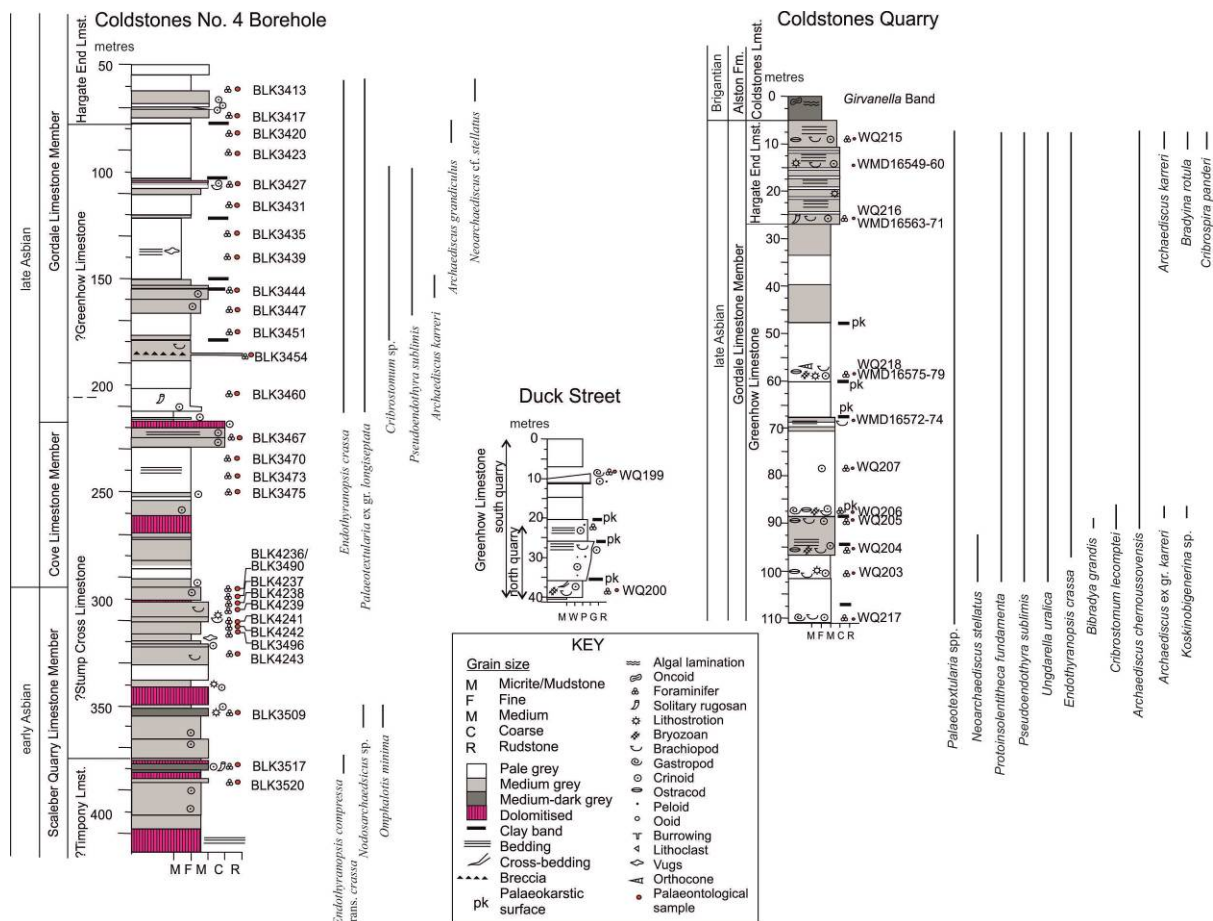 Coldstones No. 4 Borehole
metres
late Asbian
early Asbian
Gordale Limestone Member
Cove Limestone Member
Scaleber Quarry Limestone Member
Hargate End Lmst.
?Greenhow Limestone
?Stump Cross Limestone
?Timpony Lmst.
50
100
150
200
250
300
350
400
BLK3413
BLK3417
BLK3420
BLK3423
BLK3427
BLK3431
BLK3435
BLK3439
BLK3444
BLK3447
BLK3451
BLK3454
BLK3460
BLK3467
BLK3470
BLK3473
BLK3475
BLK4236/
BLK3490
BLK4237
BLK4238
BLK4239
BLK4241
BLK4242
BLK3496
BLK4243
BLK3509
BLK3517
BLK3520
M F M C R
Endothyranopsis compressa
trans. crassa
Nodosarchaedsicus sp.
Omphalotis minima
Endothyranopsis crassa
Palaeotextularia ex gr. longiseptata
Cribrostomum sp.
Pseudoendothyra sublimis
Archaediscus karreri
Archaediscus grandiculus
Neoarchaediscus cf. stellatus
Duck Street
metres
Greenhow Limestone
south quarry
north quarry
0
10
20
30
40
WQ199
pk
pk
pk
WQ200
M W P G R
KEY
Grain size
M Micrite/Mudstone
F Fine
M Medium
C Coarse
R Rudstone
Pale grey
Medium grey
Medium-dark grey
Dolomitised
Clay band
Bedding
Cross-bedding
Breccia
pk Palaeokarstic
surface
Algal lamination
Oncoid
Foraminifer
Solitary rugosan
Lithostrotion
Bryozoan
Brachiopod
Gastropod
Crinoid
Ostracod
Peloid
Ooid
Burrowing
Lithoclast
Vugs
Orthocone
Palaeontological
sample
Coldstones Quarry
metres
Brigantian
late Asbian
Alston Fm.
Gordale Limestone Member
Coldstones Lmst.
Hargate End Lmst.
Greenhow Limestone
0
10
20
30
40
50
60
70
80
90
100
110
Girvanella Band
WQ215
WMD16549-60
WQ216
WMD16563-71
pk
WQ218
WMD16575-79
pk
pk
WMD16572-74
WQ207
pk
WQ206
WQ205
WQ204
WQ203
WQ217
M F M C R
Palaeotextularia spp.
Neoarchaediscus stellatus
Protoinsolentitheca fundamenta
Pseudoendothyra sublimis
Ungdarella uralica
Endothyranopsis crassa
Bibradya grandis
Cribrostomum lecomptei
Archaediscus chernoussovensis
Archaediscus ex gr. karreri
Koskinobigenerina sp.
Archaediscus karreri
Bradyina rotula
Cribrospira panderi